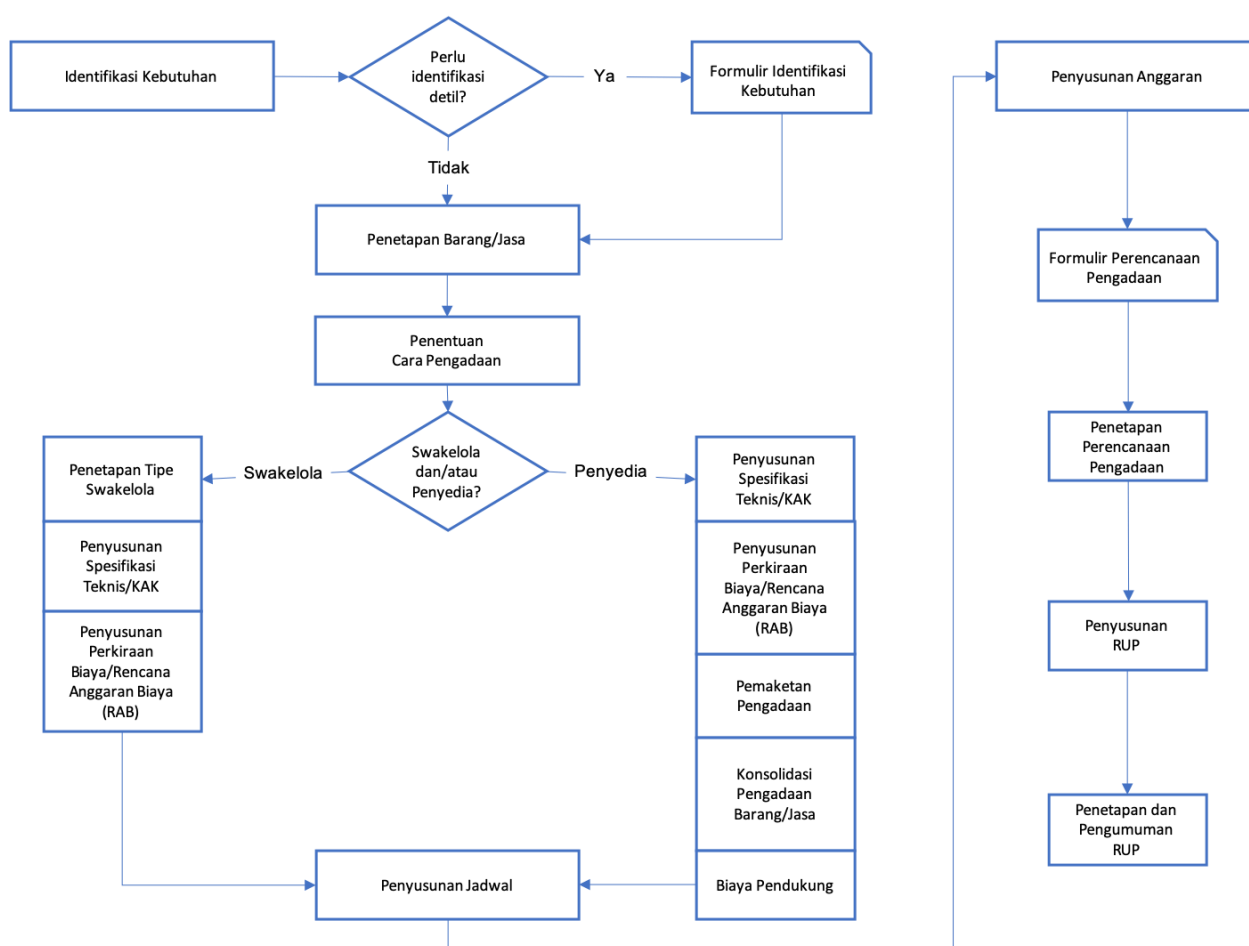 Identifikasi Kebutuhan
Perlu
identifikasi
detil?
Ya
Formulir Identifikasi
Kebutuhan
Tidak
Penetapan Barang/Jasa
Penentuan
Cara Pengadaan
Swakelola
dan/atau
Penyedia?
Swakelola
Penetapan Tipe
Swakelola
Penyusunan
Spesifikasi
Teknis/KAK
Penyusunan
Perkiraan
Biaya/Rencana
Anggaran Biaya
(RAB)
Penyedia
Penyusunan
Spesifikasi
Teknis/KAK
Penyusunan
Perkiraan
Biaya/Rencana
Anggaran Biaya
(RAB)
Pemaketan
Pengadaan
Konsolidasi
Pengadaan
Barang/Jasa
Biaya Pendukung
Penyusunan Jadwal
Penyusunan Anggaran
Formulir Perencanaan
Pengadaan
Penetapan
Perencanaan
Pengadaan
Penyusunan
RUP
Penetapan dan
Pengumuman
RUP